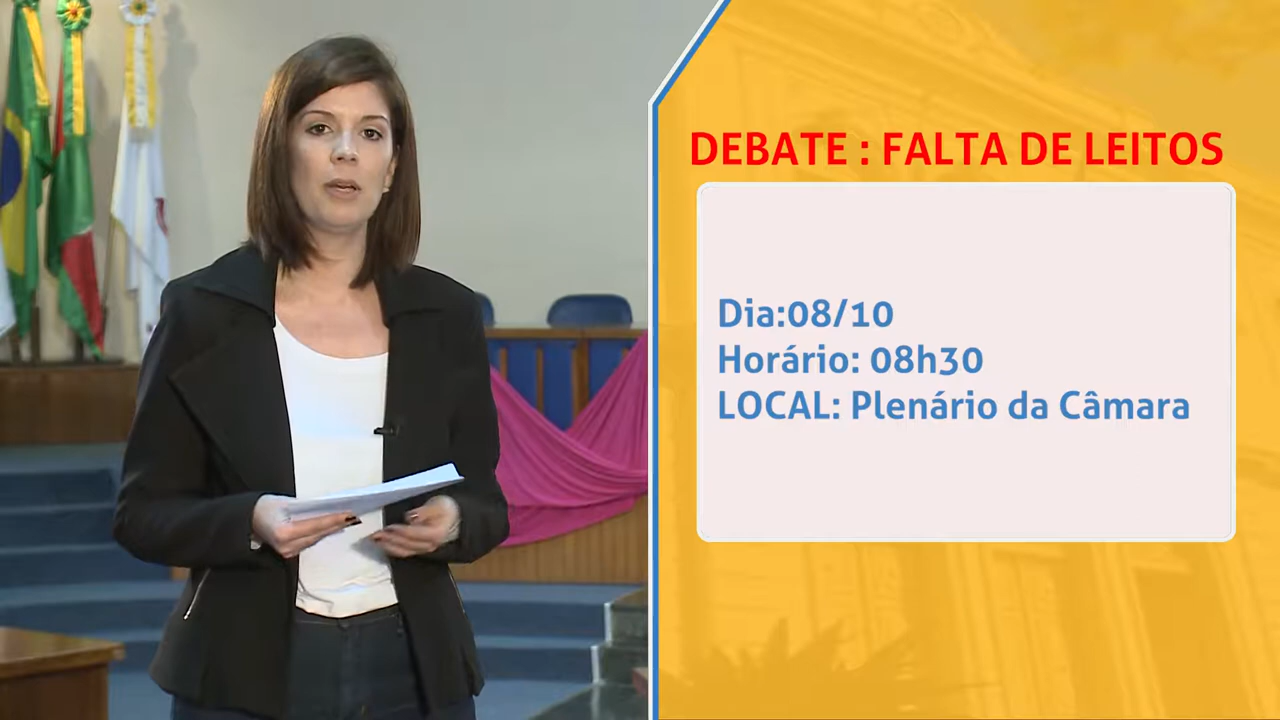 DEBATE : FALTA DE LEITOS
Dia:08/10
Horário: 08h30
LOCAL: Plenário da Câmara